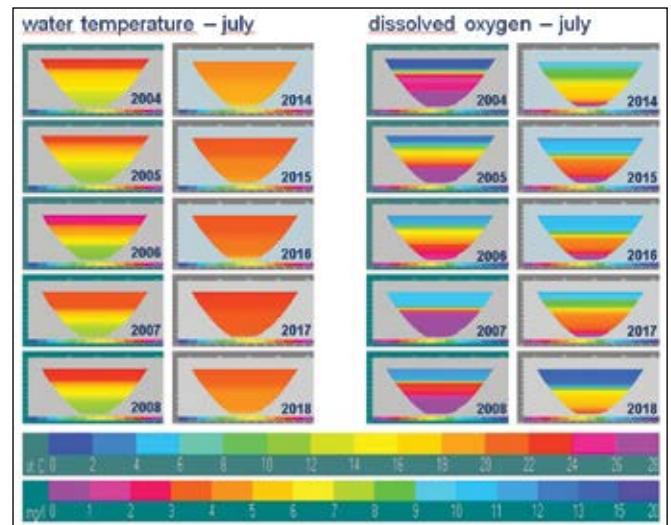 water temperature – july
dissolved oxygen – july
2004 2014 2004 2014
2005 2015 2005 2015
2006 2016 2006 2016
2007 2017 2007 2017
2008 2018 2008 2018
st. C 0 2 4 6 8 10 12 14 16 18 20 22 24 26 28
mg/l 0 1 2 3 4 5 6 7 8 9 10 11 12 13 15 20